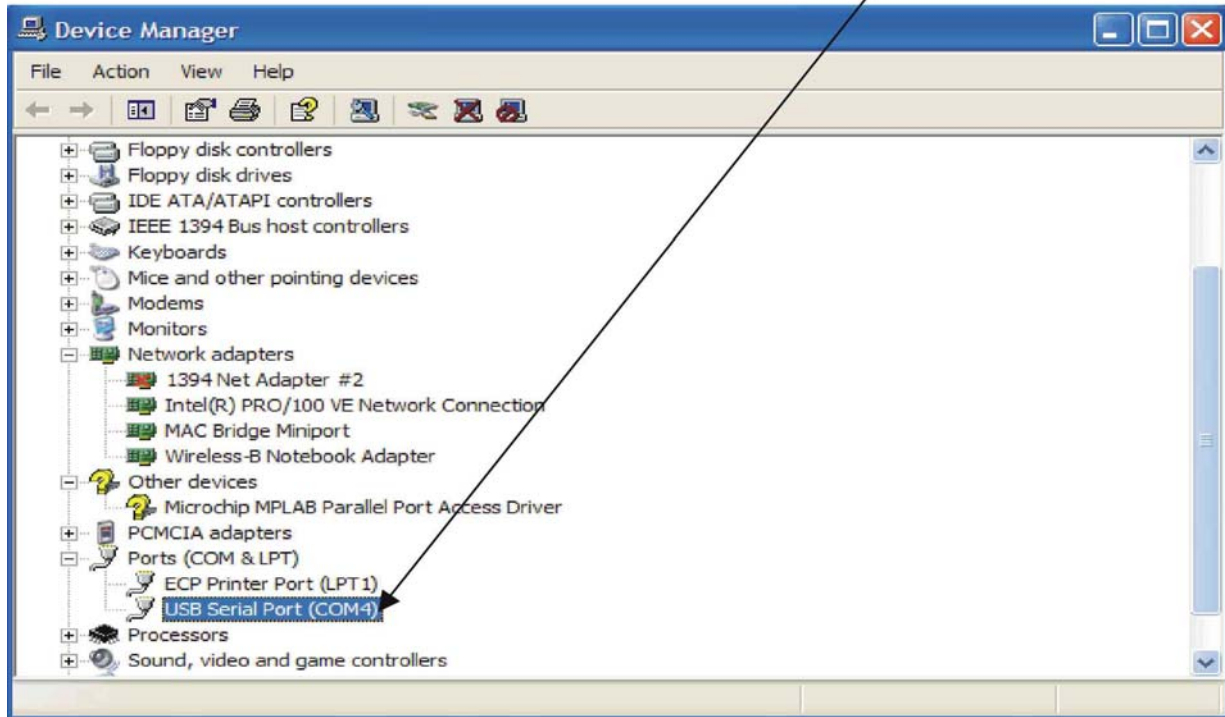 Device Manager
File Action View Help
Floppy disk controllers
Floppy disk drives
IDE ATA/ATAPI controllers
IEEE 1394 Bus host controllers
Keyboards
Mice and other pointing devices
Modems
Monitors
Network adapters
1394 Net Adapter #2
Intel(R) PRO/100 VE Network Connection
MAC Bridge Miniport
Wireless-B Notebook Adapter
Other devices
Microchip MPLAB Parallel Port Access Driver
PCMCIA adapters
Ports (COM & LPT)
ECP Printer Port (LPT1)
USB Serial Port (COM4)
Processors
Sound, video and game controllers